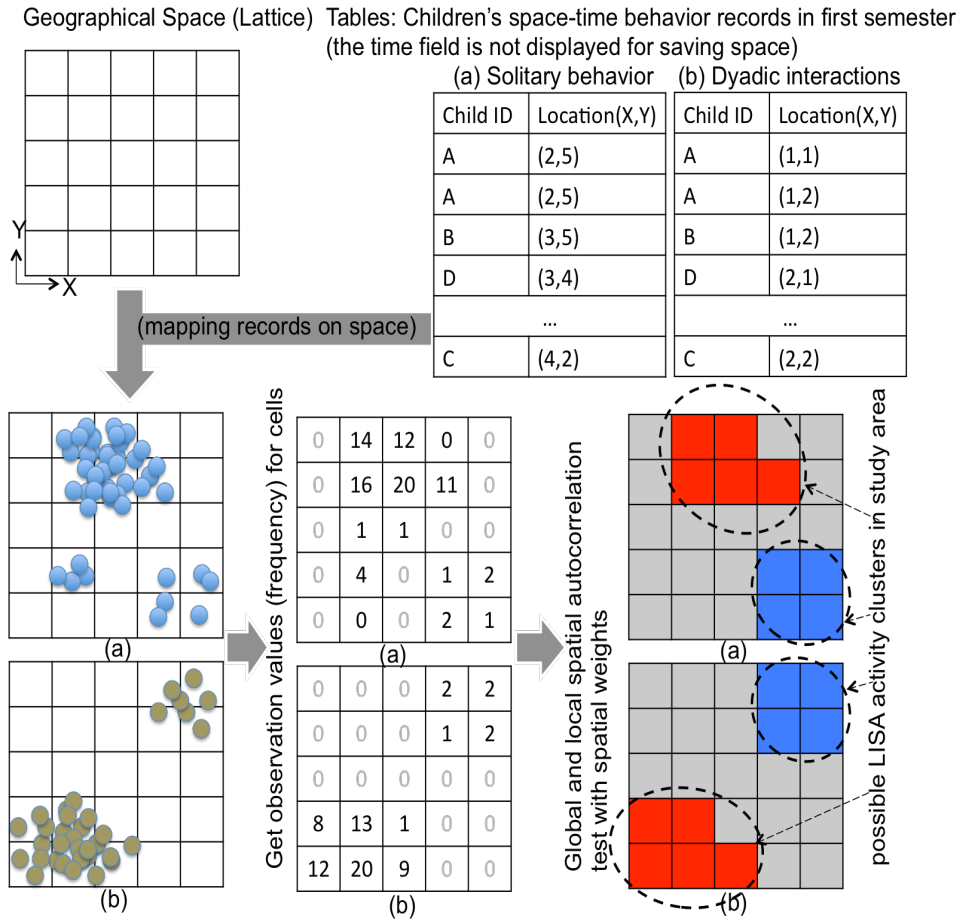 Geographical Space (Lattice)
Tables: Children's space-time behavior records in first semester
(the time field is not displayed for saving space)
(a) Solitary behavior
Child ID Location(X,Y)
A (2,5)
A (2,5)
B (3,5)
D (3,4)
...
C (4,2)
(b) Dyadic interactions
Child ID Location(X,Y)
A (1,1)
A (1,2)
B (1,2)
D (2,1)
...
C (2,2)
Y
X
(mapping records on space)
(a)
(b)
Get observation values (frequency) for cells
0 14 12 0 0
0 16 20 11 0
0 1 1 0 0
0 4 0 1 2
0 0 0 2 1
(a)
0 0 0 2 2
0 0 0 1 2
0 0 0 0 0
8 13 1 0 0
12 20 9 0 0
(b)
Global and local spatial autocorrelation
test with spatial weights
(a)
(b)
possible LISA activity clusters in study area